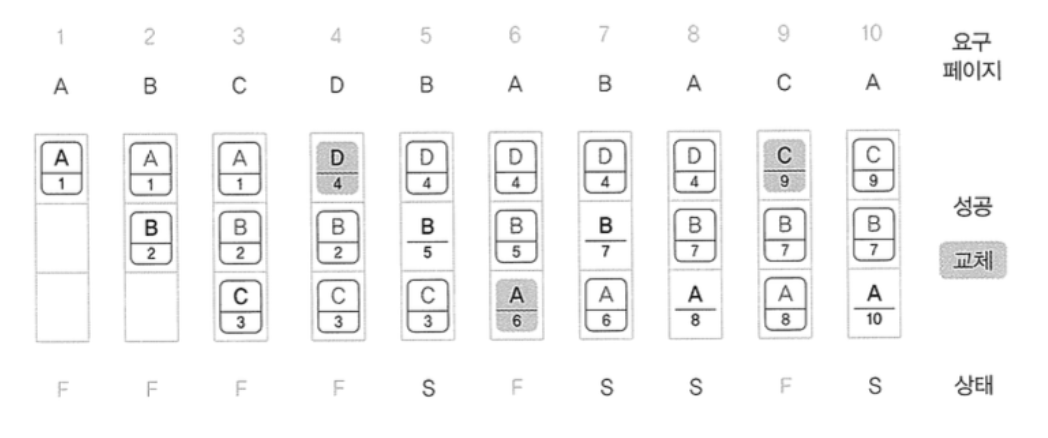 1 2 3 4 5 6 7 8 9 10 요구
페이지
A B C D B A B A C A
A A A D D D D D C C
1 1 1 4 4 4 4 4 9 9
B B B B B B B B B
2 2 2 5 5 7 7 7 7
C C C A A A A A
3 3 3 6 6 8 8 10
성공
교체
F F F F S F S S F S 상태